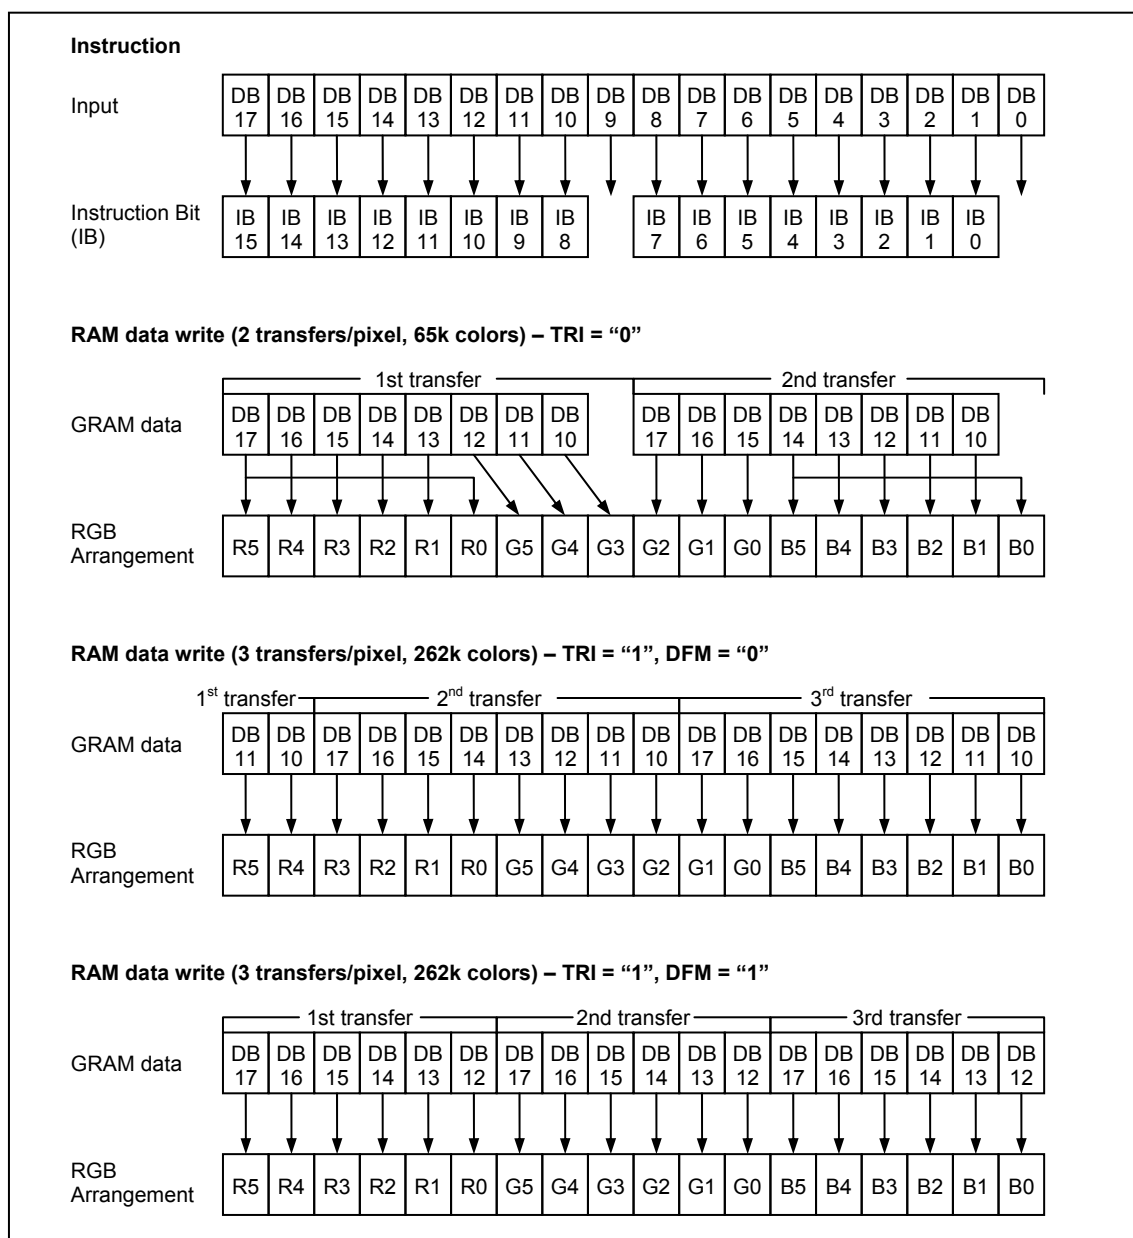 Instruction
Input DB 17 DB 16 DB 15 DB 14 DB 13 DB 12 DB 11 DB 10 DB 9 DB 8 DB 7 DB 6 DB 5 DB 4 DB 3 DB 2 DB 1 DB 0
Instruction Bit (IB) IB 15 IB 14 IB 13 IB 12 IB 11 IB 10 IB 9 IB 8 IB 7 IB 6 IB 5 IB 4 IB 3 IB 2 IB 1 IB 0
RAM data write (2 transfers/pixel, 65k colors) – TRI = “0”
1st transfer 2nd transfer
GRAM data DB 17 DB 16 DB 15 DB 14 DB 13 DB 12 DB 11 DB 10 DB 17 DB 16 DB 15 DB 14 DB 13 DB 12 DB 11 DB 10
RGB Arrangement R5 R4 R3 R2 R1 R0 G5 G4 G3 G2 G1 G0 B5 B4 B3 B2 B1 B0
RAM data write (3 transfers/pixel, 262k colors) – TRI = “1”, DFM = “0”
1st transfer 2nd transfer 3rd transfer
GRAM data DB 11 DB 10 DB 17 DB 16 DB 15 DB 14 DB 13 DB 12 DB 11 DB 10 DB 17 DB 16 DB 15 DB 14 DB 13 DB 12 DB 11 DB 10
RGB Arrangement R5 R4 R3 R2 R1 R0 G5 G4 G3 G2 G1 G0 B5 B4 B3 B2 B1 B0
RAM data write (3 transfers/pixel, 262k colors) – TRI = “1”, DFM = “1”
1st transfer 2nd transfer 3rd transfer
GRAM data DB 17 DB 16 DB 15 DB 14 DB 13 DB 12 DB 17 DB 16 DB 15 DB 14 DB 13 DB 12 DB 17 DB 16 DB 15 DB 14 DB 13 DB 12
RGB Arrangement R5 R4 R3 R2 R1 R0 G5 G4 G3 G2 G1 G0 B5 B4 B3 B2 B1 B0